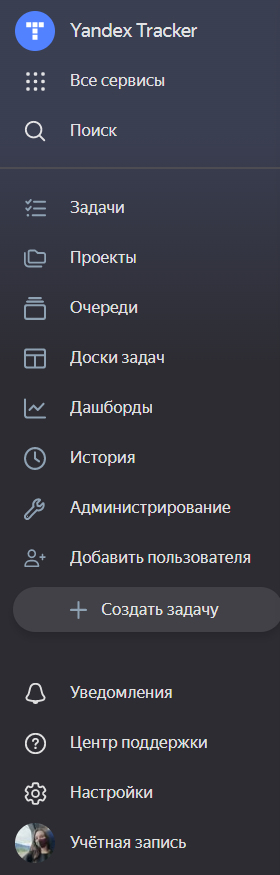 Yandex Tracker
Все сервисы
Поиск
Задачи
Проекты
Очереди
Доски задач
Дашборды
История
Администрирование
Добавить пользователя
Создать задачу
Уведомления
Центр поддержки
Настройки
Учётная запись